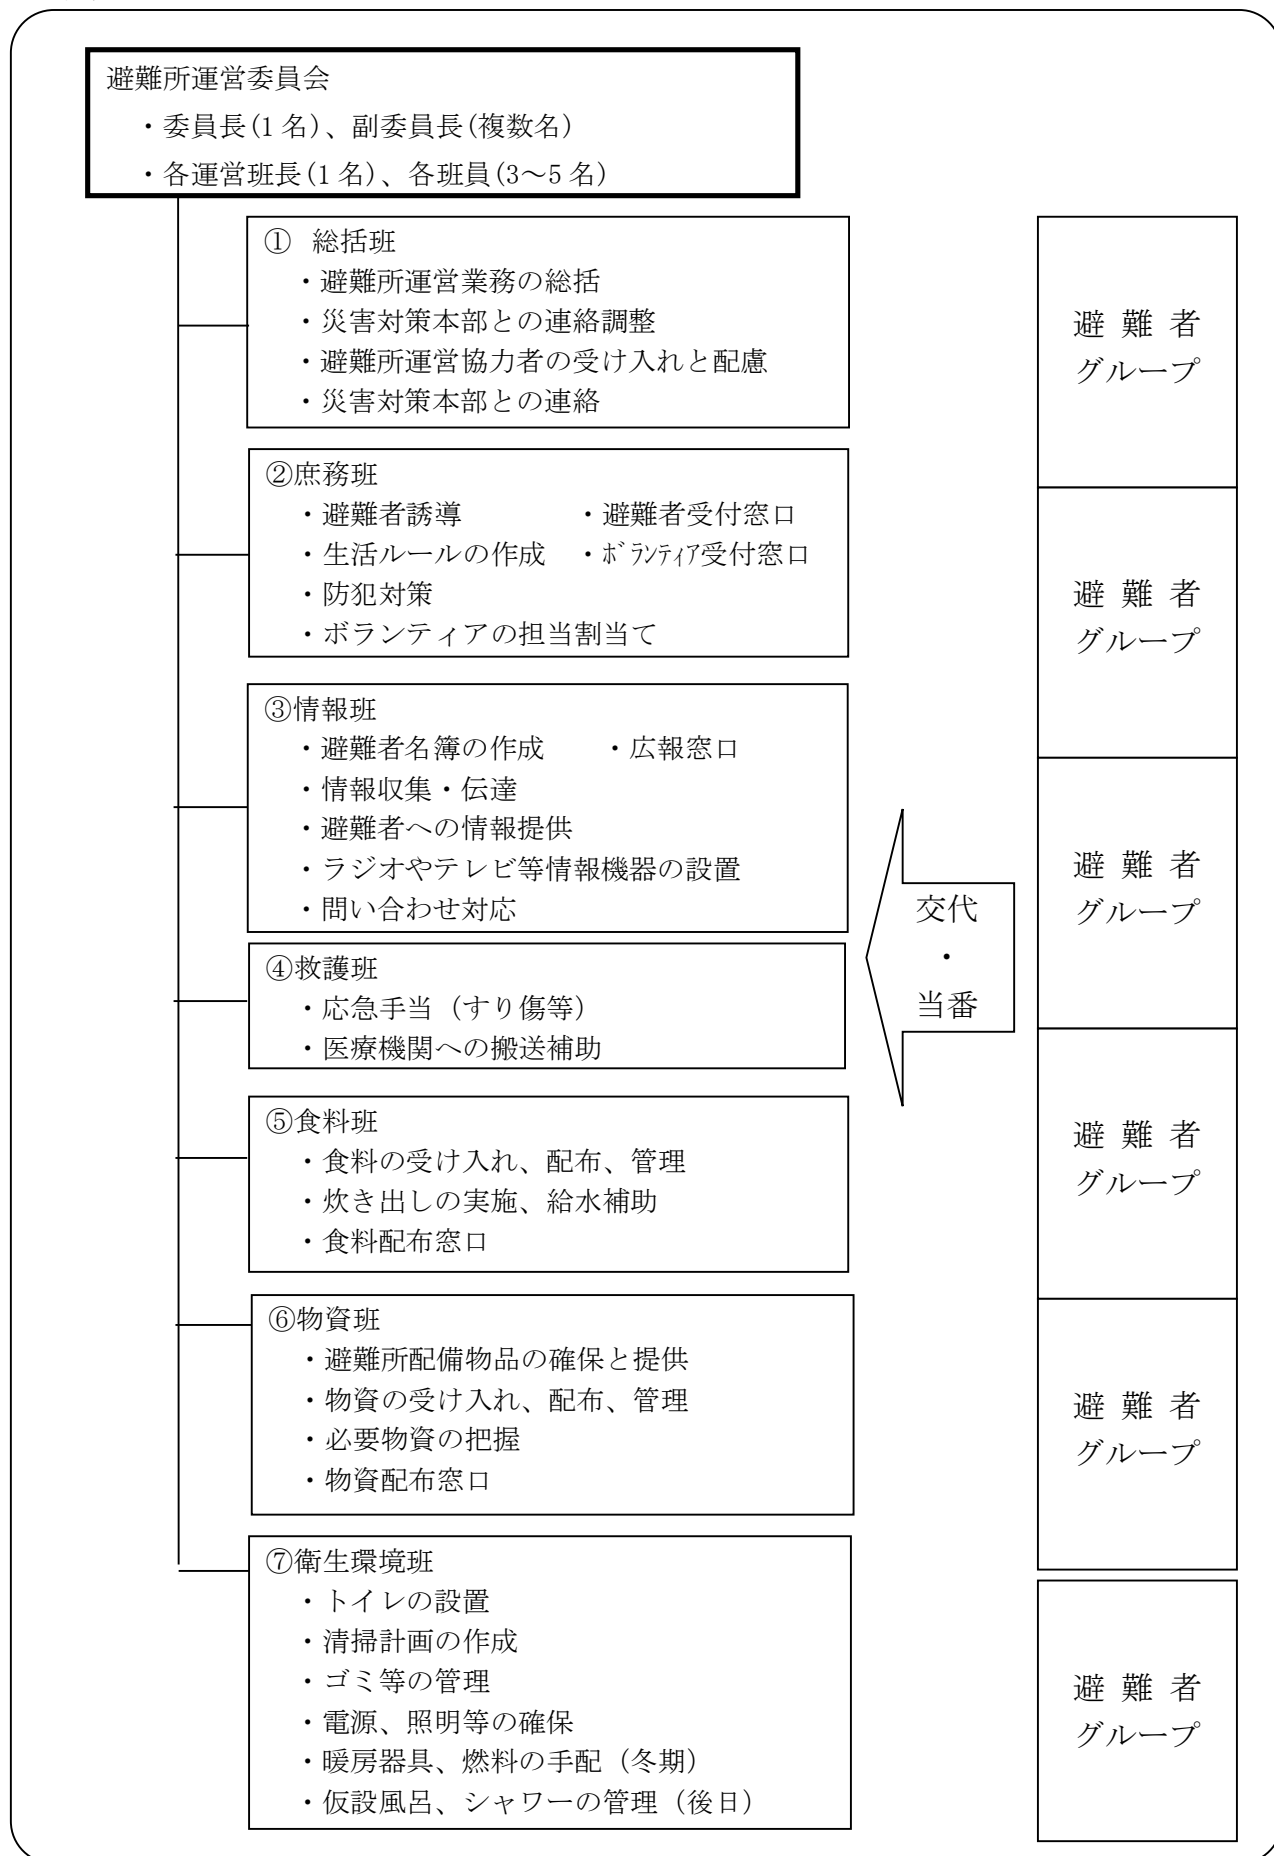 避難所運営委員会
・委員長(1名)、副委員長(複数名)
・各運営班長(1名)、各班員(3～5名)
① 総括班
・避難所運営業務の総括
・災害対策本部との連絡調整
・避難所運営協力者の受け入れと配慮
・災害対策本部との連絡
②庶務班
・避難者誘導 ・避難者受付窓口
・生活ルールの作成 ・ﾎﾞﾗﾝﾃｨｱ受付窓口
・防犯対策
・ボランティアの担当割当て
③情報班
・避難者名簿の作成 ・広報窓口
・情報収集・伝達
・避難者への情報提供
・ラジオやテレビ等情報機器の設置
・問い合わせ対応
④救護班
・応急手当（すり傷等）
・医療機関への搬送補助
⑤食料班
・食料の受け入れ、配布、管理
・炊き出しの実施、給水補助
・食料配布窓口
⑥物資班
・避難所配備物品の確保と提供
・物資の受け入れ、配布、管理
・必要物資の把握
・物資配布窓口
⑦衛生環境班
・トイレの設置
・清掃計画の作成
・ゴミ等の管理
・電源、照明等の確保
・暖房器具、燃料の手配（冬期）
・仮設風呂、シャワーの管理（後日）
交代
・
当番
避 難 者
グループ
避 難 者
グループ
避 難 者
グループ
避 難 者
グループ
避 難 者
グループ
避 難 者
グループ